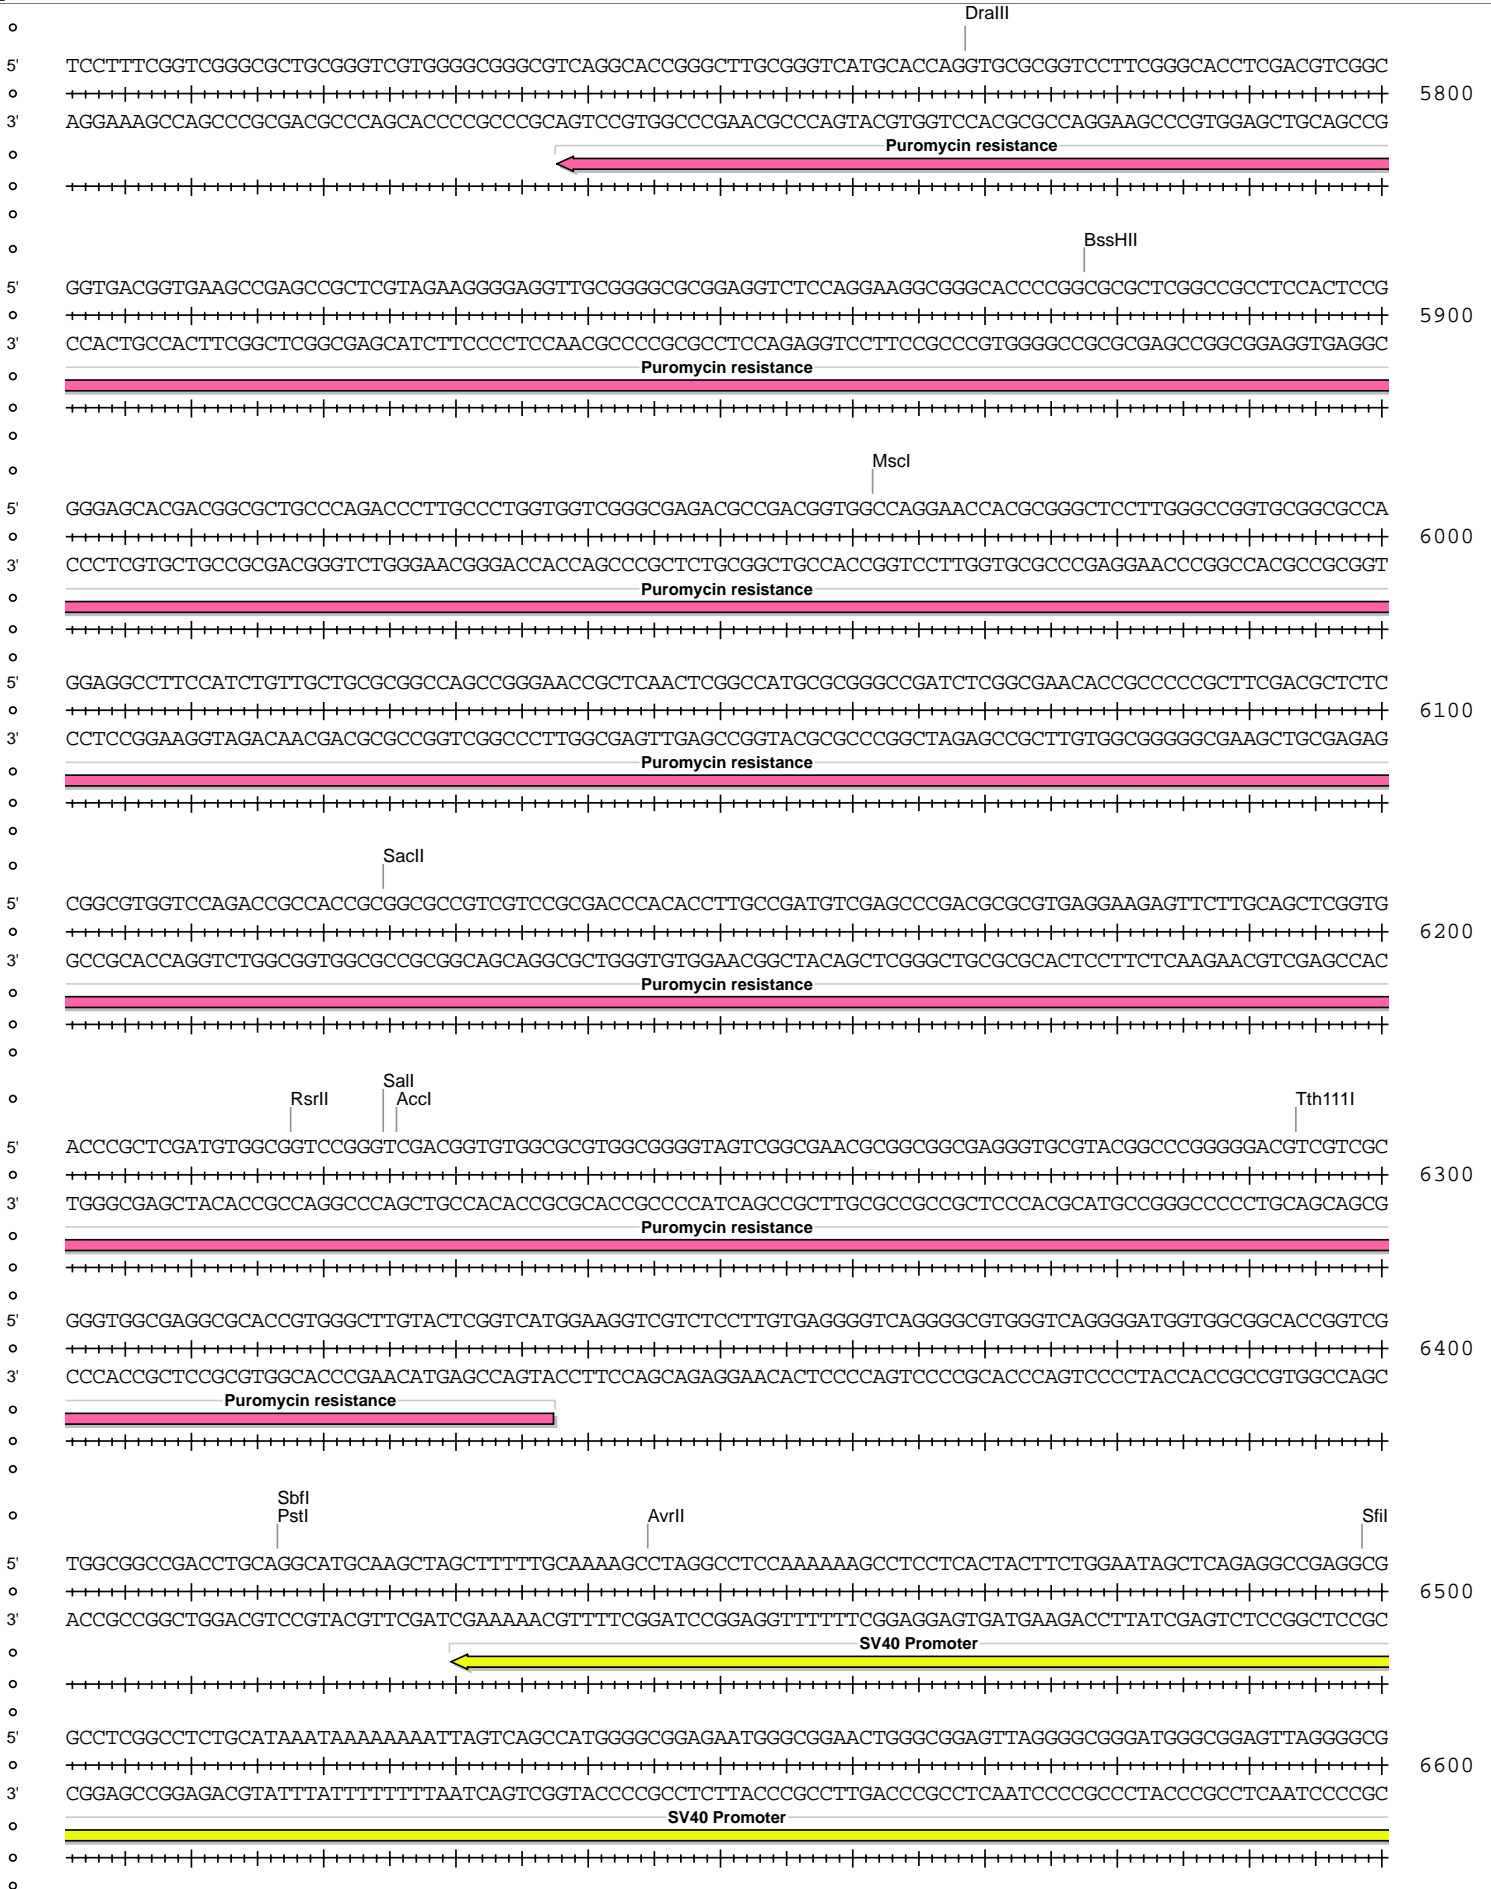 DraIII
5' TCCTTTCGGTCGGGCGCTGCGGGTCGTGGGGCGGGCGTCAGGCACCGGGCTTGCGGGTCATGCACCAGGTGCGCGGTCCTTCGGGCACCTCGACGTCGGC
5800
3' AGGAAAGCCAGCCCGCGACGCCCAGCACCCCGCCCGCAGTCCGTGGCCCGAACGCCCAGTACGTGGTCCACGCGCCAGGAAGCCCGTGGAGCTGCAGCCG
Puromycin resistance
BssHII
5' GGTGACGGTGAAGCCGAGCCGCTCGTAGAAGGGGAGGTTGCGGGGCGCGGAGGTCTCCAGGAAGGCGGGCACCCCGGCGCGCTCGGCCGCCTCCACTCCG
5900
3' CCACTGCCACTTCGGCTCGGCGAGCATCTTCCCCTCCAACGCCCCGCGCCTCCAGAGGTCCTTCCGCCCGTGGGGCCGCGCGAGCCGGCGGAGGTGAGGC
Puromycin resistance
MscI
5' GGGAGCACGACGGCGCTGCCCAGACCCTTGCCCTGGTGGTCGGGCGAGACGCCGACGGTGGCCAGGAACCACGCGGGCTCCTTGGGCCGGTGCGGCGCCA
6000
3' CCCTCGTGCTGCCGCGACGGGTCTGGGAACGGGACCACCAGCCCGCTCTGCGGCTGCCACCGGTCCTTGGTGCGCCCGAGGAACCCGGCCACGCCGCGGT
Puromycin resistance
5' GGAGGCCTTCCATCTGTTGCTGCGCGGCCAGCCGGGAACCGCTCAACTCGGCCATGCGCGGGCCGATCTCGGCGAACACCGCCCCCGCTTCGACGCTCTC
6100
3' CCTCCGGAAGGTAGACAACGACGCGCCGGTCGGCCCTTGGCGAGTTGAGCCGGTACGCGCCCGGCTAGAGCCGCTTGTGGCGGGGGCGAAGCTGCGAGAG
Puromycin resistance
SacII
5' CGGCGTGGTCCAGACCGCCACCGCGGCGCCGTCGTCCGCGACCCACACCTTGCCGATGTCGAGCCCGACGCGCGTGAGGAAGAGTTCTTGCAGCTCGGTG
6200
3' GCCGCACCAGGTCTGGCGGTGGCGCCGCGGCAGCAGGCGCTGGGTGTGGAACGGCTACAGCTCGGGCTGCGCGCACTCCTTCTCAAGAACGTCGAGCCAC
Puromycin resistance
SalI
RsrII AccI Tth111I
5' ACCCGCTCGATGTGGCGGTCCGGGTCGACGGTGTGGCGCGTGGCGGGGTAGTCGGCGAACGCGGCGGCGAGGGTGCGTACGGCCCGGGGGACGTCGTCGC
6300
3' TGGGCGAGCTACACCGCCAGGCCCAGCTGCCACACCGCGCACCGCCCCATCAGCCGCTTGCGCCGCCGCTCCCACGCATGCCGGGCCCCCTGCAGCAGCG
Puromycin resistance
5' GGGTGGCGAGGCGCACCGTGGGCTTGTACTCGGTCATGGAAGGTCGTCTCCTTGTGAGGGGTCAGGGGCGTGGGTCAGGGGATGGTGGCGGCACCGGTCG
6400
3' CCCACCGCTCCGCGTGGCACCCGAACATGAGCCAGTACCTTCCAGCAGAGGAACACTCCCCAGTCCCCGCACCCAGTCCCCTACCACCGCCGTGGCCAGC
Puromycin resistance
SbfI
PstI AvrII SfiI
5' TGGCGGCCGACCTGCAGGCATGCAAGCTAGCTTTTTGCAAAAGCCTAGGCCTCCAAAAAAGCCTCCTCACTACTTCTGGAATAGCTCAGAGGCCGAGGCG
6500
3' ACCGCCGGCTGGACGTCCGTACGTTCGATCGAAAAACGTTTTCGGATCCGGAGGTTTTTTCGGAGGAGTGATGAAGACCTTATCGAGTCTCCGGCTCCGC
SV40 Promoter
5' GCCTCGGCCTCTGCATAAATAAAAAAAATTAGTCAGCCATGGGGCGGAGAATGGGCGGAACTGGGCGGAGTTAGGGGCGGGATGGGCGGAGTTAGGGGCG
6600
3' CGGAGCCGGAGACGTATTTATTTTTTTTAATCAGTCGGTACCCCGCCTCTTACCCGCCTTGACCCGCCTCAATCCCCGCCCTACCCGCCTCAATCCCCGC
SV40 Promoter